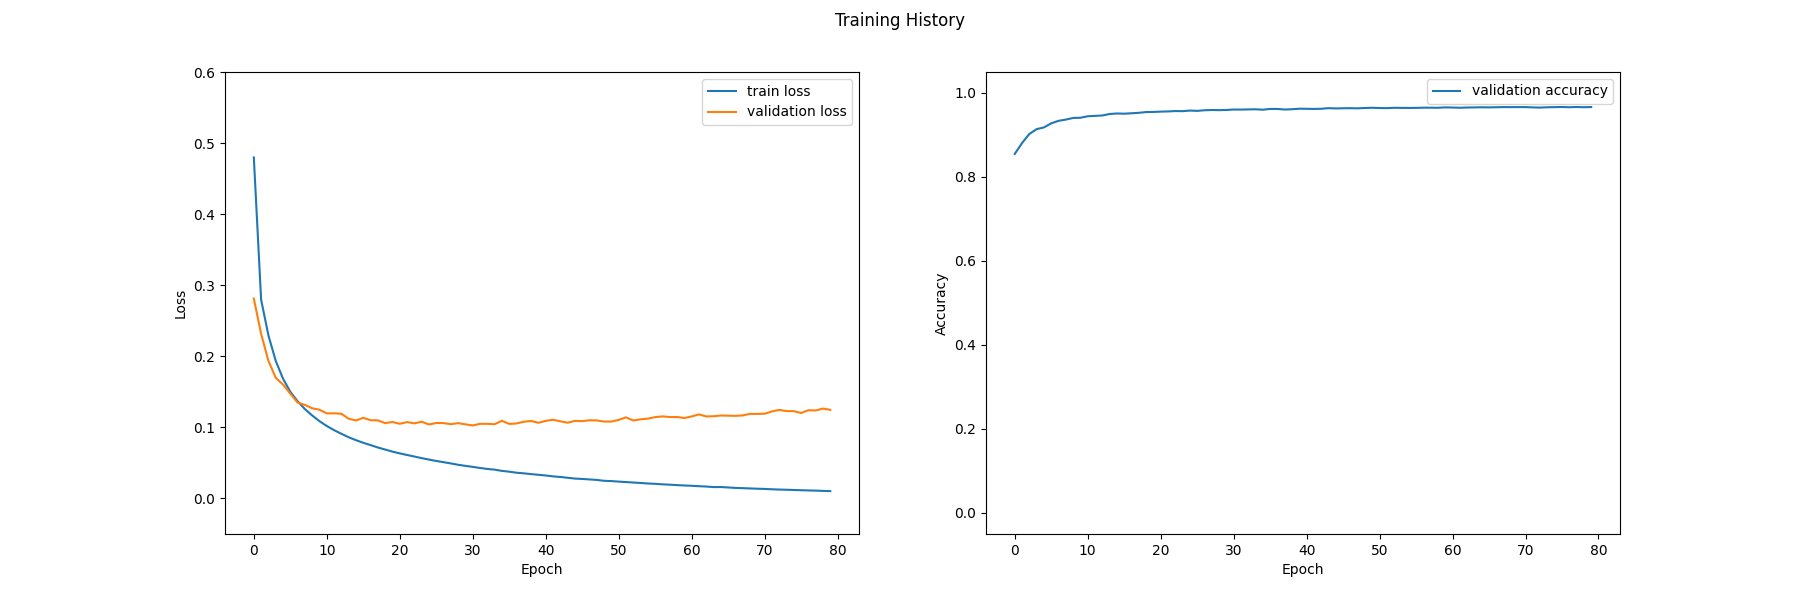 Training History
0.6
0.5
0.4
0.3
0.2
0.1
0.0
Loss
train loss
validation loss
0 10 20 30 40 50 60 70 80
Epoch
1.0
0.8
0.6
0.4
0.2
0.0
Accuracy
validation accuracy
0 10 20 30 40 50 60 70 80
Epoch